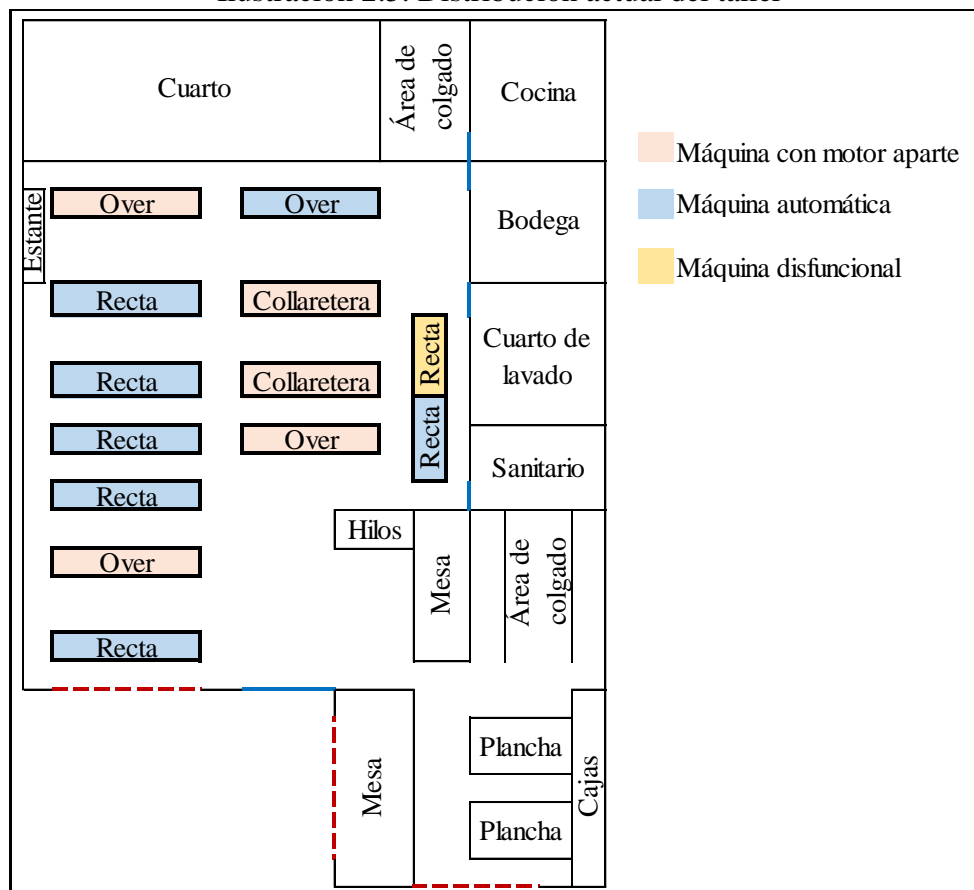 Ilustración 2.3. Distribución actual del taller
Cuarto
Área de
colgado
Cocina
Máquina con motor aparte
Máquina automática
Máquina disfuncional
Estante
Over
Over
Bodega
Recta
Collaretera
Recta
Cuarto de
lavado
Recta
Collaretera
Recta
Recta
Over
Sanitario
Recta
Hilos
Mesa
Área de
colgado
Over
Recta
Mesa
Plancha
Cajas
Plancha